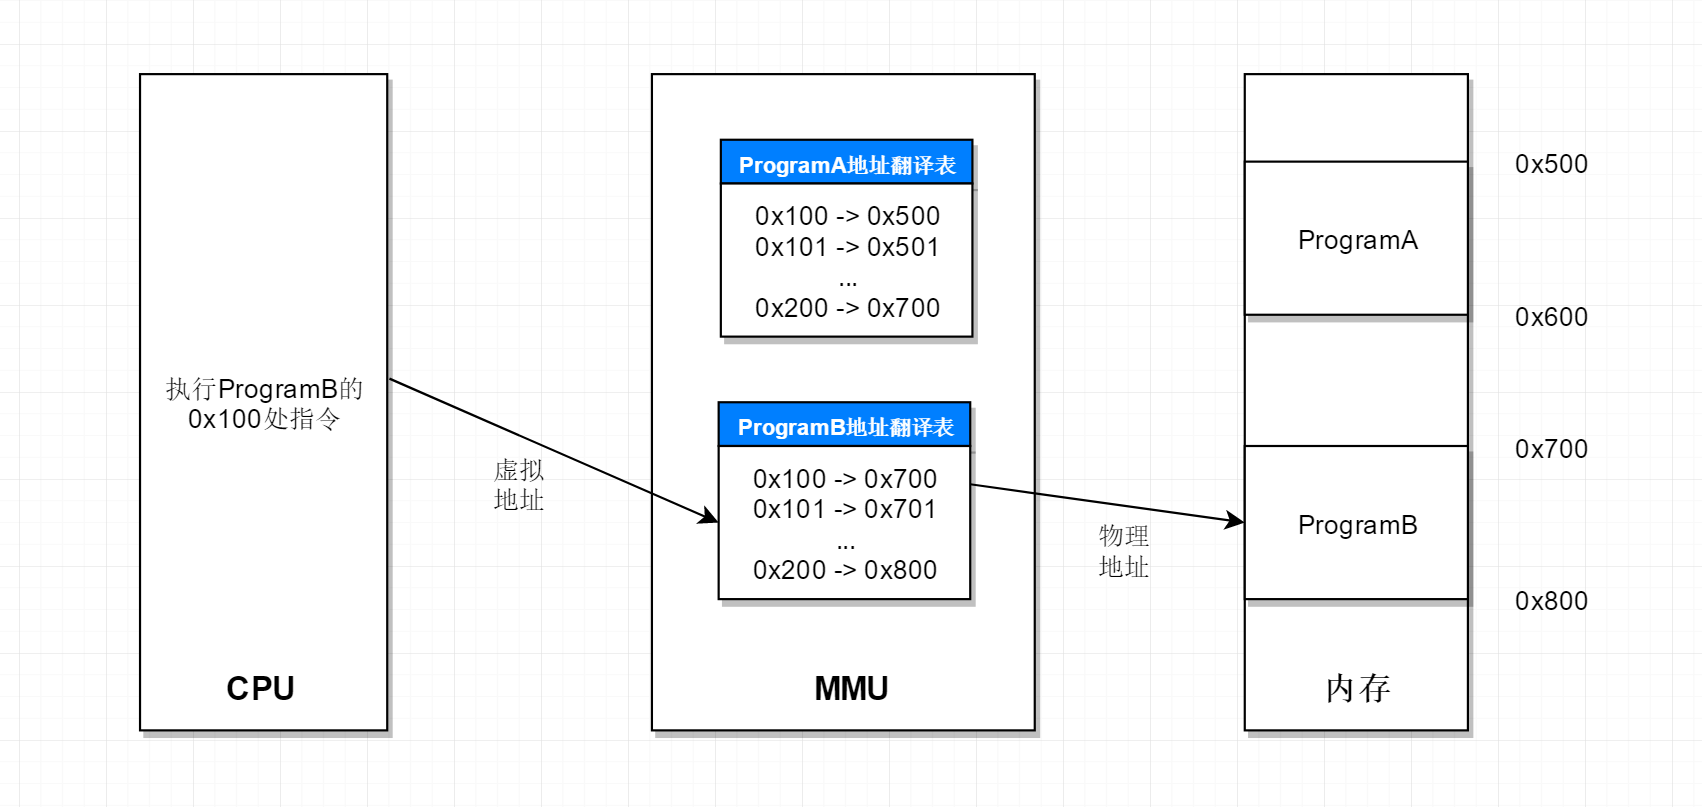 执行ProgramB的
0x100处指令
CPU
虚拟
地址
ProgramA地址翻译表
0x100 -> 0x500
0x101 -> 0x501
...
0x200 -> 0x700
ProgramB地址翻译表
0x100 -> 0x700
0x101 -> 0x701
...
0x200 -> 0x800
MMU
物理
地址
0x500
ProgramA
0x600
0x700
ProgramB
0x800
内存